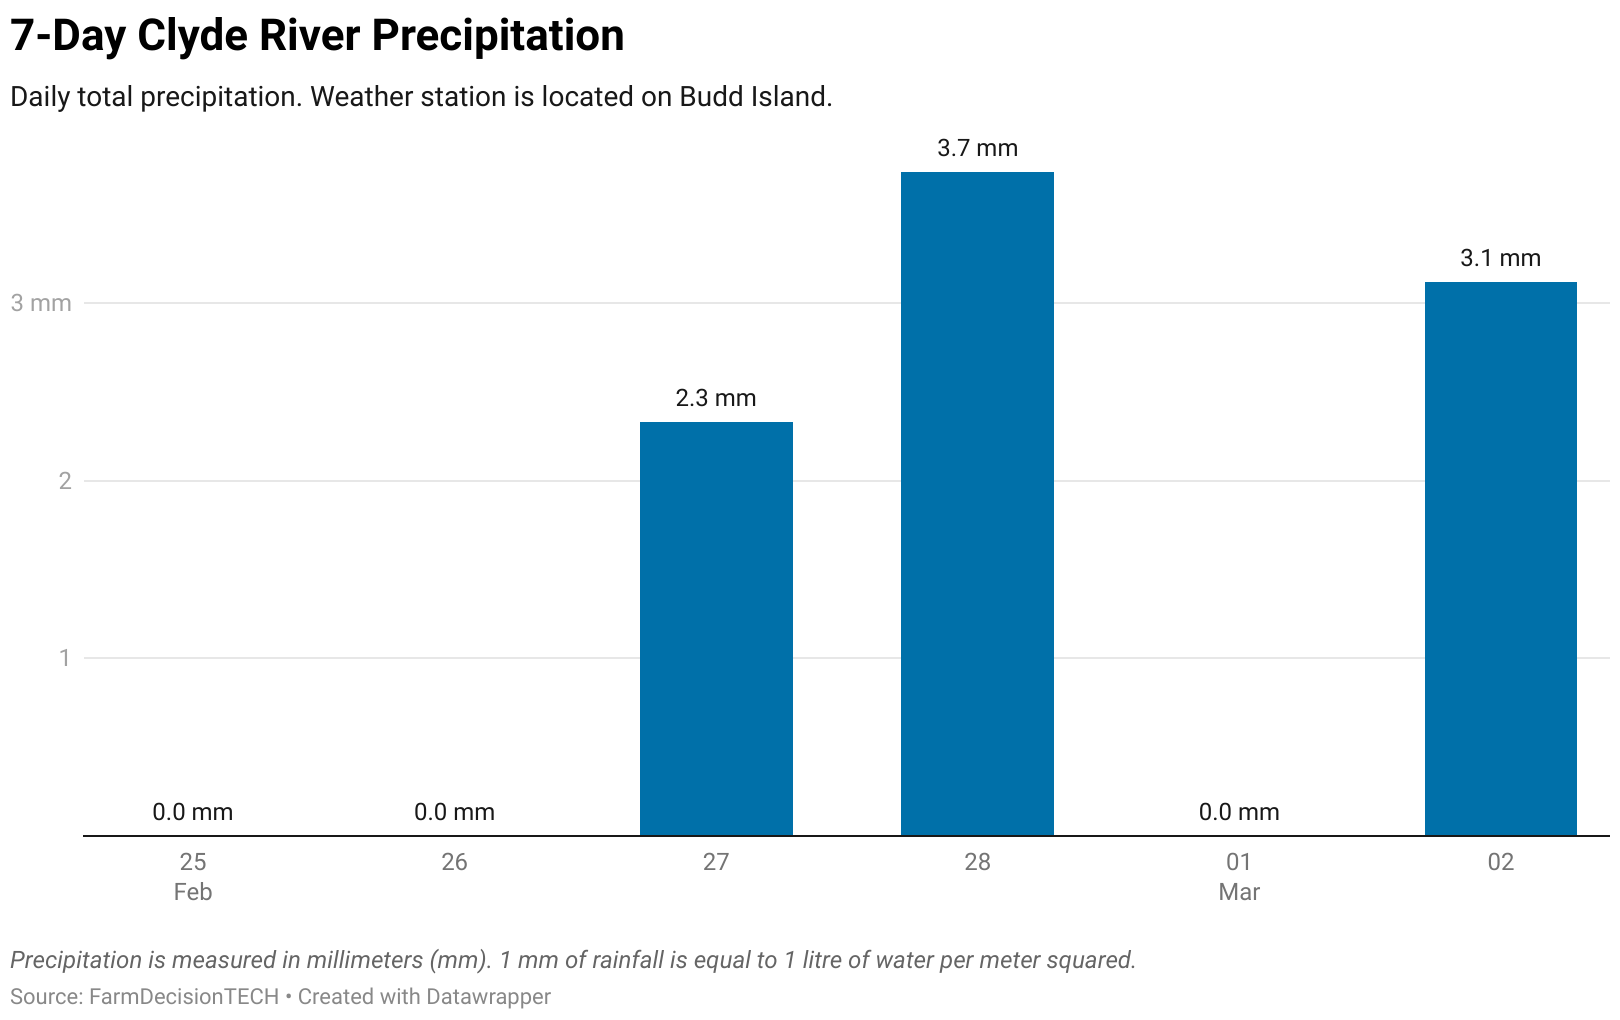 7-Day Clyde River Precipitation
Daily total precipitation. Weather station is located on Budd Island.
3.7 mm
3.1 mm
3 mm
2.3 mm
2
1
0.0 mm 0.0 mm 0.0 mm
25 26 27 28 01 02
Feb Mar
Precipitation is measured in millimeters (mm). 1 mm of rainfall is equal to 1 litre of water per meter squared.
Source: FarmDecisionTECH • Created with Datawrapper